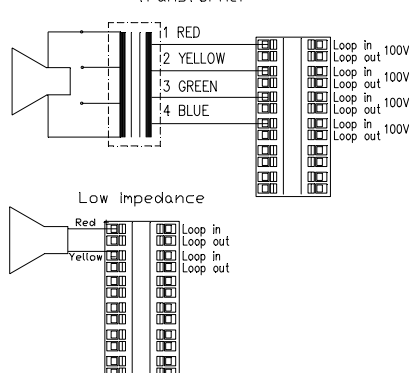 1 RED
2 YELLOW
3 GREEN
4 BLUE
Loop in 100V
Loop out
Loop in 100V
Loop out
Loop in 100V
Loop out
Loop in 100V
Loop out
Low Impedance
Red +
Yellow
Loop in
Loop out
Loop in
Loop out